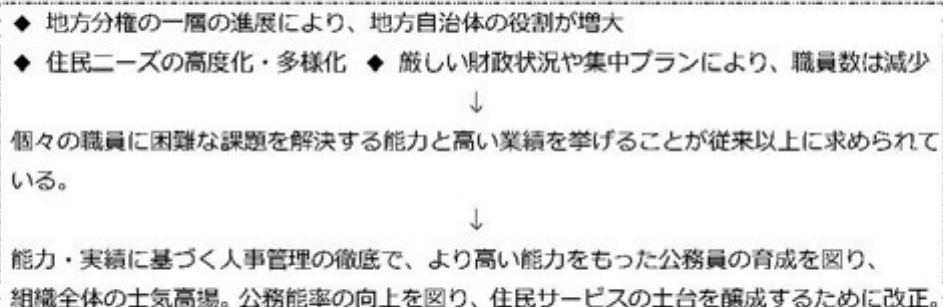 ◆ 地方分権の一層の進展により、地方自治体の役割が増大
◆ 住民ニーズの高度化・多様化 ◆ 厳しい財政状況や集中プランにより、職員数は減少
↓
個々の職員に困難な課題を解決する能力と高い業績を挙げることが従来以上に求められて
いる。
↓
能力・実績に基づく人事管理の徹底で、より高い能力をもった公務員の育成を図り、
組織全体の士気高揚。公務能率の向上を図り、住民サービスの土台を醸成するために改正。